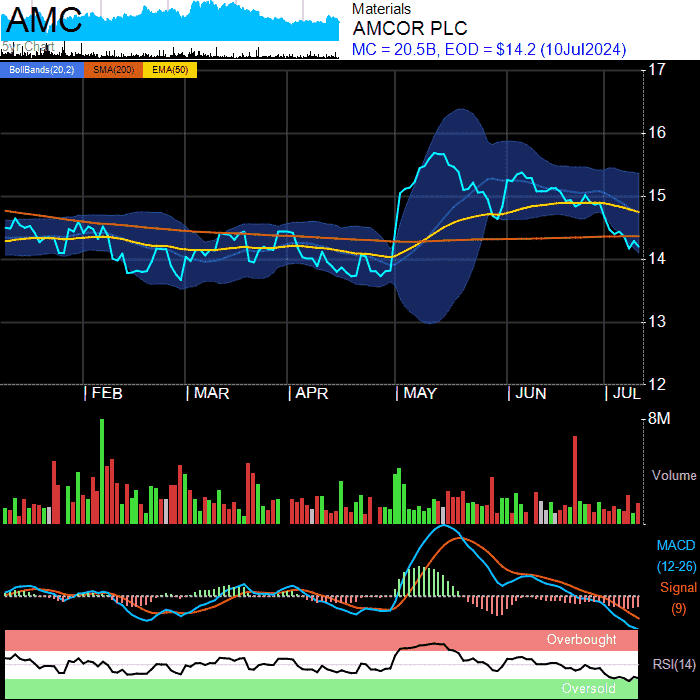 AMC
5yr Chart
Materials
AMCOR PLC
MC = 20.5B, EOD = $14.2 (10Jul2024)
BollBands(20,2) SMA(200) EMA(50)
17
16
15
14
13
12
| FEB | MAR | APR | MAY | JUN | JUL
8M
Volume
MACD
(12-26)
Signal
(9)
Overbought
RSI(14)
Oversold